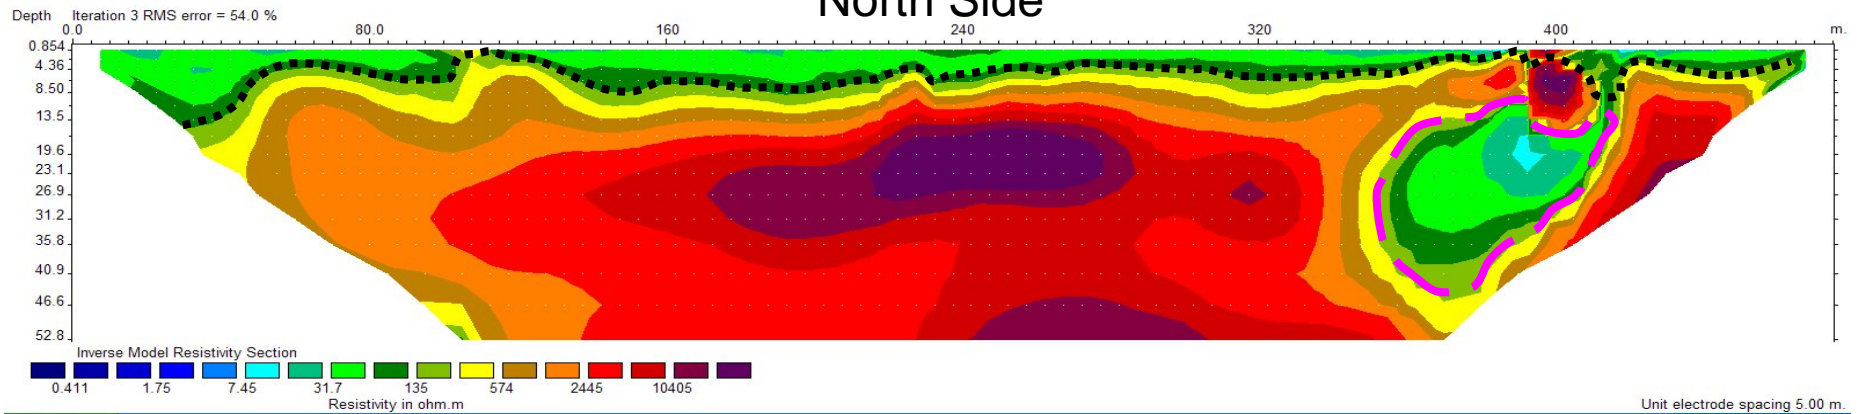 North Side
Depth Iteration 3 RMS error = 54.0 %
0.0 80.0 160 240 320 400 m.
0.854
4.36
8.50
13.5
19.6
23.1
26.9
31.2
35.8
40.9
46.6
52.8
Inverse Model Resistivity Section
0.411 1.75 7.45 31.7 135 574 2445 10405
Resistivity in ohm.m
Unit electrode spacing 5.00 m.